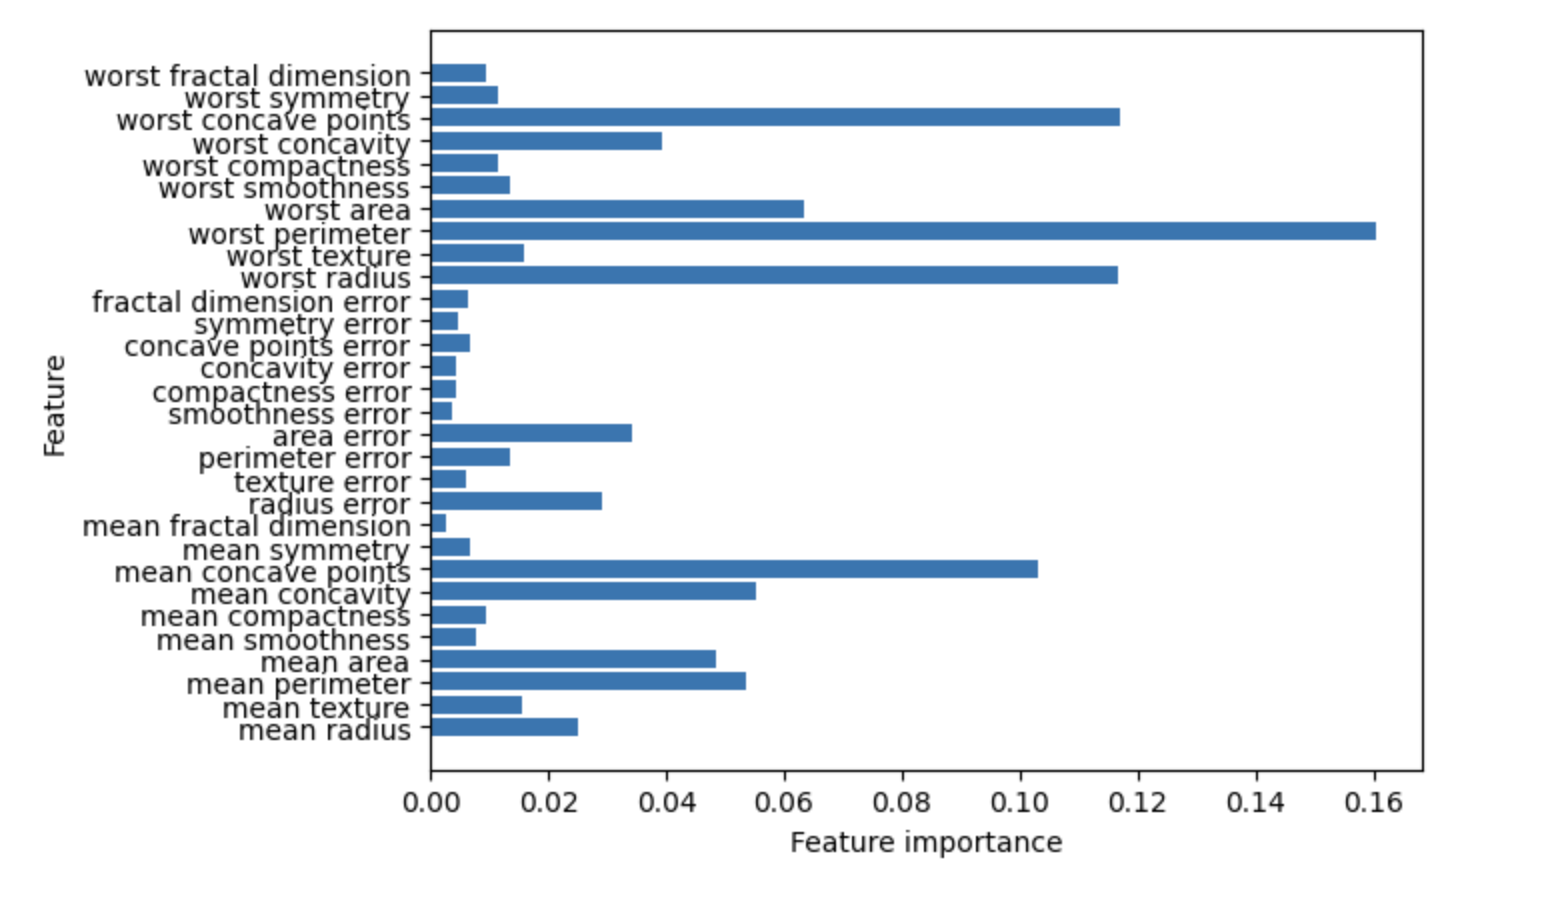 worst fractal dimension
worst symmetry
worst concave points
worst concavity
worst compactness
worst smoothness
worst area
worst perimeter
worst texture
worst radius
fractal dimension error
symmetry error
concave points error
concavity error
compactness error
smoothness error
area error
perimeter error
texture error
radius error
mean fractal dimension
mean symmetry
mean concave points
mean concavity
mean compactness
mean smoothness
mean area
mean perimeter
mean texture
mean radius
Feature
0.00 0.02 0.04 0.06 0.08 0.10 0.12 0.14 0.16
Feature importance